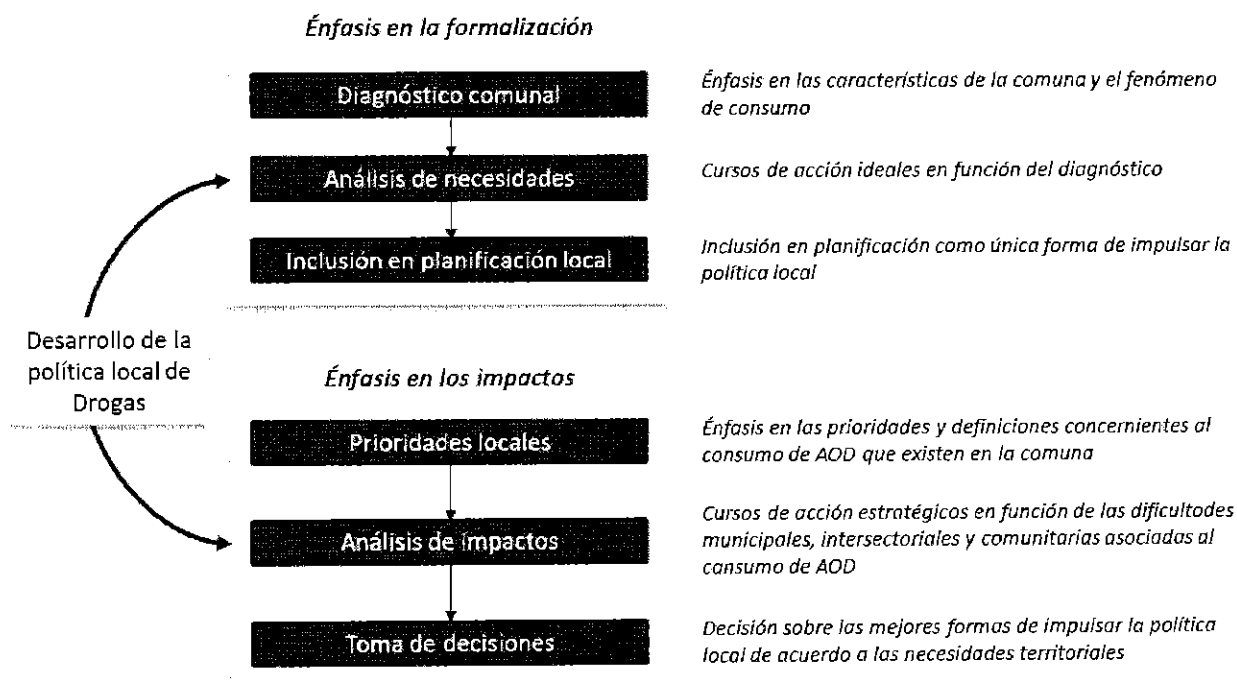 Énfasis en la formalización
Diagnóstico comunal
Énfasis en las características de la comuna y el fenómeno
de consumo
Análisis de necesidades
Cursos de acción ideales en función del diagnóstico
Inclusión en planificación local
Inclusión en planificación como única forma de impulsar la
política local
Desarrollo de la
política local de
Drogas
Énfasis en los impactos
Prioridades locales
Énfasis en las prioridades y definiciones concernientes al
consumo de AOD que existen en la comuna
Análisis de impactos
Cursos de acción estratégicos en función de las dificultades
municipales, intersectoriales y comunitarias asociadas al
consumo de AOD
Toma de decisiones
Decisión sobre las mejores formas de impulsar la política
local de acuerdo a las necesidades territoriales